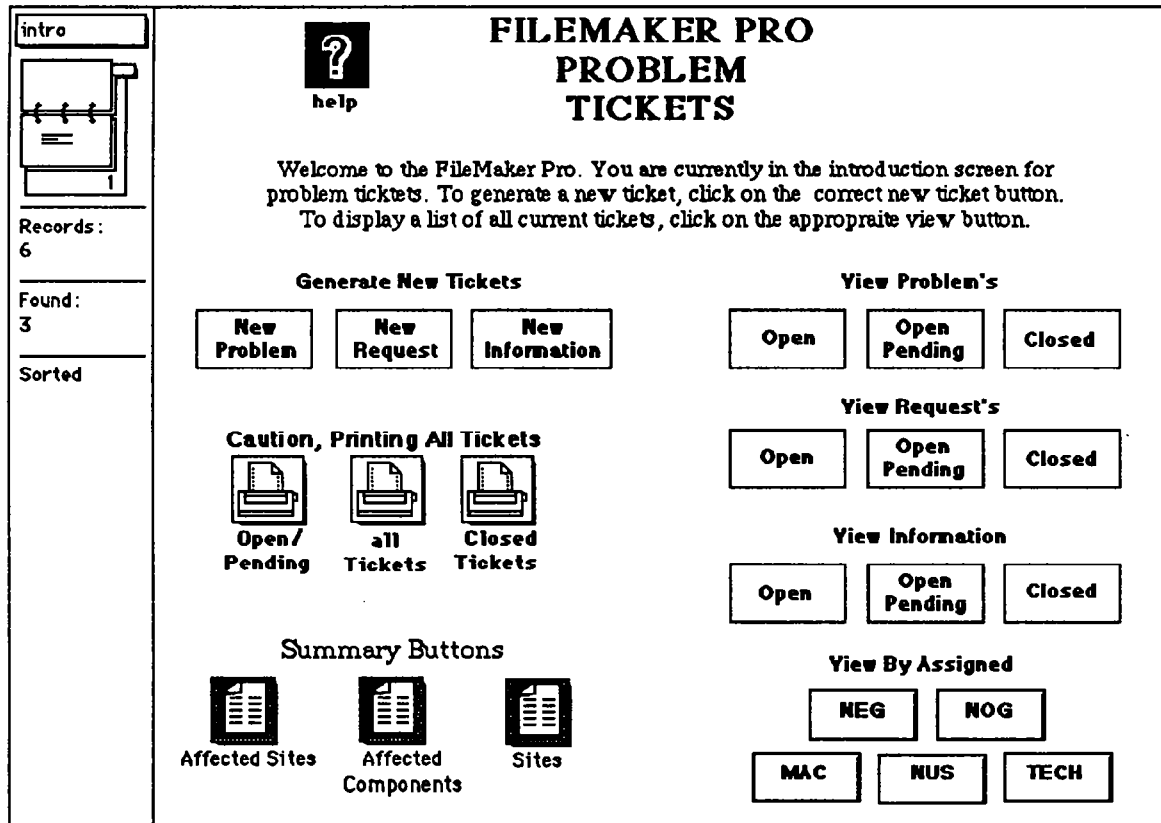 intro
1
Records:
6
Found:
3
Sorted
help
FILEMAKER PRO
PROBLEM
TICKETS
Welcome to the FileMaker Pro. You are currently in the introduction screen for
problem ticktets. To generate a new ticket, click on the correct new ticket button.
To display a list of all current tickets, click on the appropraite view button.
Generate New Tickets
New
Problem
New
Request
New
Information
Caution, Printing All Tickets
Open/
Pending
all
Tickets
Closed
Tickets
Summary Buttons
Affected Sites
Affected
Components
Sites
View Problem's
Open
Open
Pending
Closed
View Request's
Open
Open
Pending
Closed
View Information
Open
Open
Pending
Closed
View By Assigned
NEG
NOG
MAC
NUS
TECH